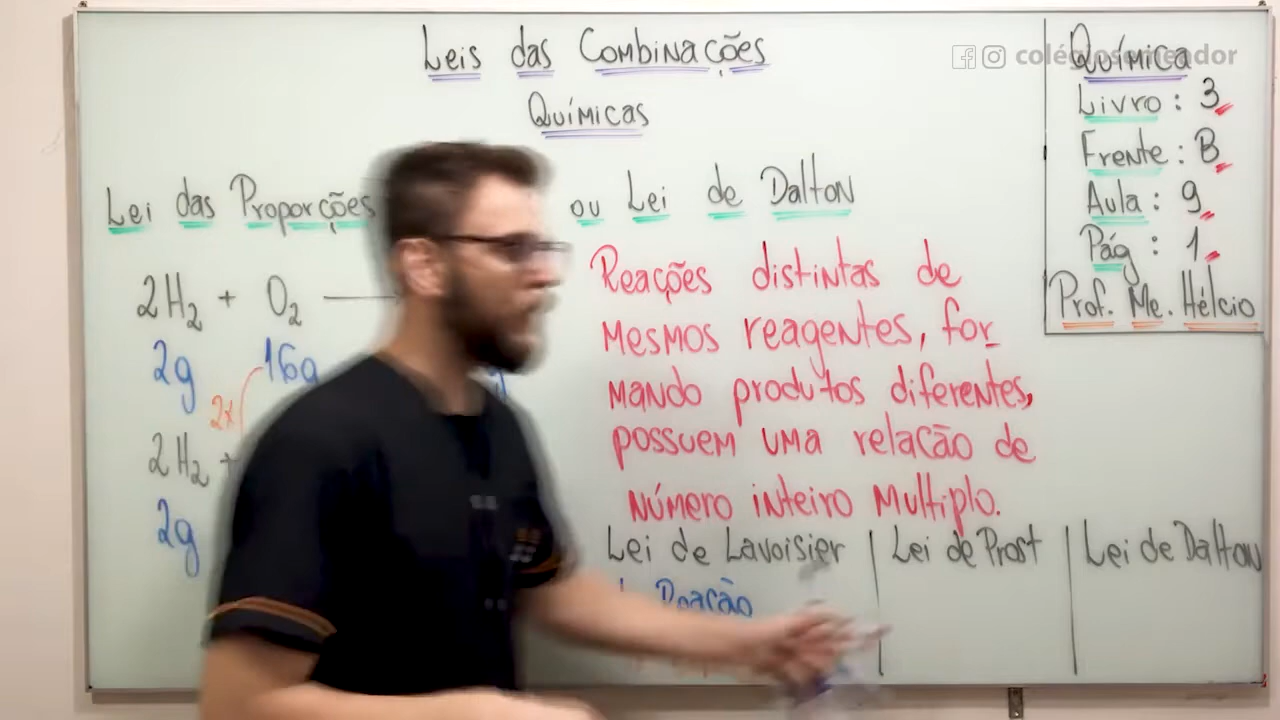 Leis das Combinações
Químicas
Lei das Proporções
ou Lei de Dalton
2H₂ + O₂
2g
16g
2x
2H₂ +
2g
Reações distintas de
mesmos reagentes, for
mando produtos diferentes,
possuem uma relação de
número inteiro multiplo.
Lei de Lavoisier
Lei de Prost
Lei de Dalton
Reação
Química
Livro: 3
Frente: B
Aula: 9
Pág: 1
Prof. Me. Hélcio